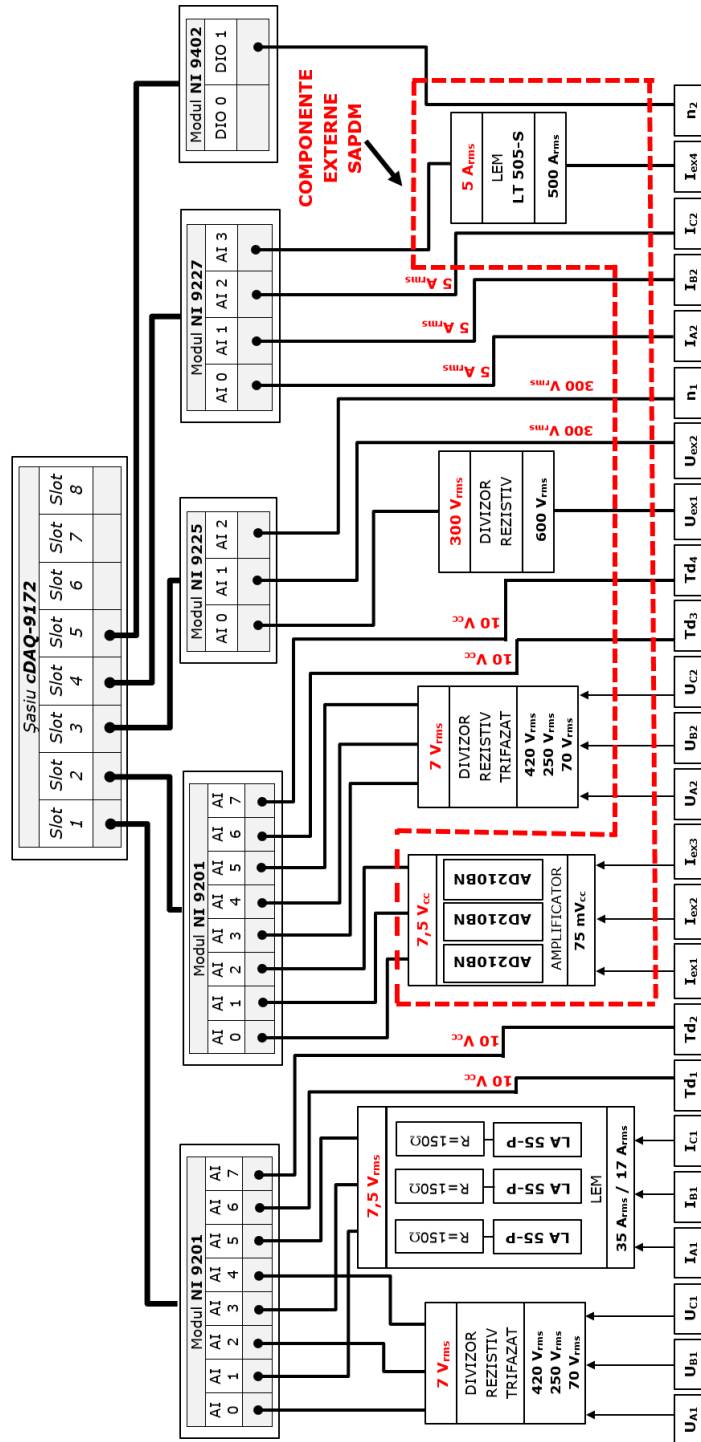 Șasiu cDAQ-9172
Slot 1
Slot 2
Slot 3
Slot 4
Slot 5
Slot 6
Slot 7
Slot 8
Modul NI 9201
AI 0
AI 1
AI 2
AI 3
AI 4
AI 5
AI 6
AI 7
Modul NI 9201
AI 0
AI 1
AI 2
AI 3
AI 4
AI 5
AI 6
AI 7
Modul NI 9225
AI 0
AI 1
AI 2
Modul NI 9227
AI 0
AI 1
AI 2
AI 3
Modul NI 9402
DIO 0
DIO 1
COMPONENTE
EXTERNE
SAPDM
7 Vrms
DIVIZOR
REZISTIV
TRIFAZAT
420 Vrms
250 Vrms
70 Vrms
7,5 Vrms
R=150Ω
LA 55-P
R=150Ω
LA 55-P
R=150Ω
LA 55-P
LEM
35 Arms / 17 Arms
10 Vcc
10 Vcc
7,5 Vcc
AD210BN
AD210BN
AD210BN
AMPLIFICATOR
75 mVcc
7 Vrms
DIVIZOR
REZISTIV
TRIFAZAT
420 Vrms
250 Vrms
70 Vrms
10 Vcc
10 Vcc
300 Vrms
DIVIZOR
REZISTIV
600 Vrms
300 Vrms
300 Vrms
5 Arms
5 Arms
5 Arms
5 Arms
LEM
LT 505-S
500 Arms
UA1
UB1
UC1
IA1
IB1
IC1
Td1
Td2
Iex1
Iex2
Iex3
UA2
UB2
UC2
Td3
Td4
Uex1
Uex2
n1
IA2
IB2
IC2
Iex4
n2